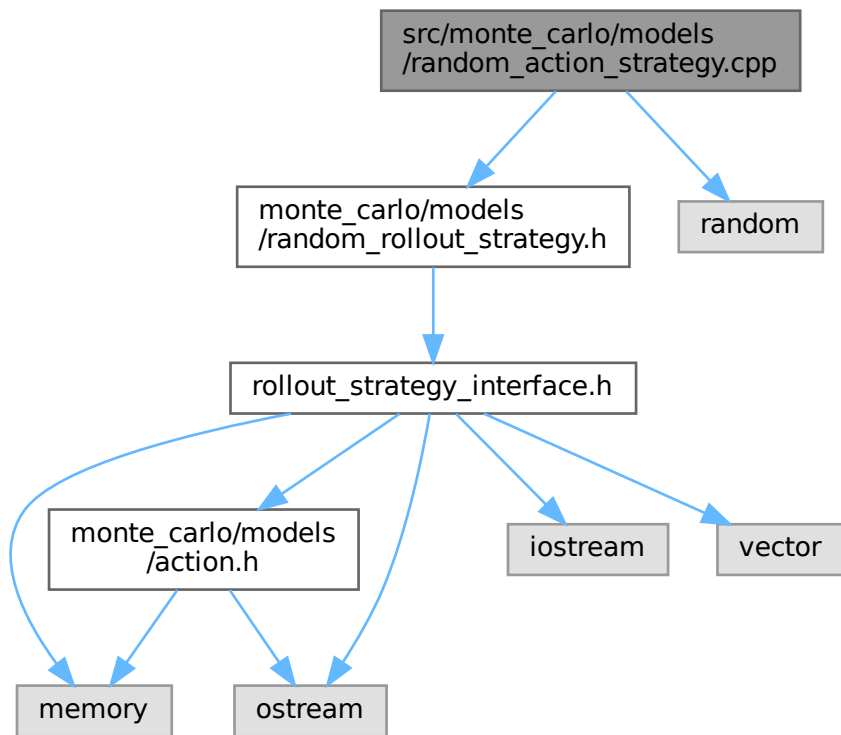 src/monte_carlo/models
/random_action_strategy.cpp
monte_carlo/models
/random_rollout_strategy.h
random
rollout_strategy_interface.h
monte_carlo/models
/action.h
iostream
vector
memory
ostream